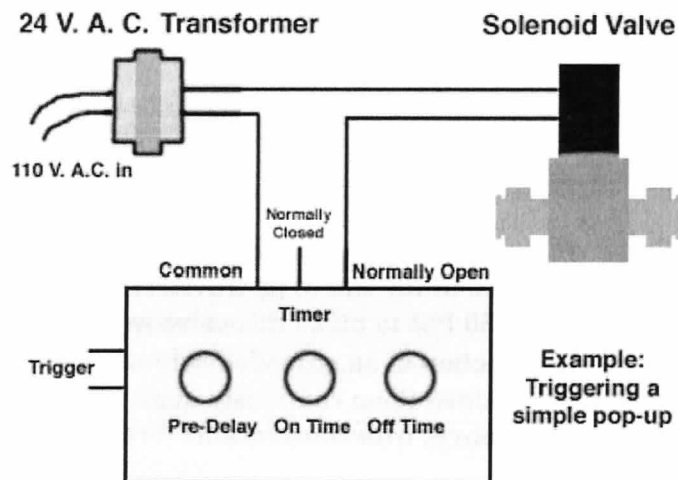 24 V. A. C. Transformer
Solenoid Valve
110 V. A.C. in
Normally
Closed
Common
Normally Open
Timer
Trigger
Pre-Delay
On Time
Off Time
Example:
Triggering a
simple pop-up